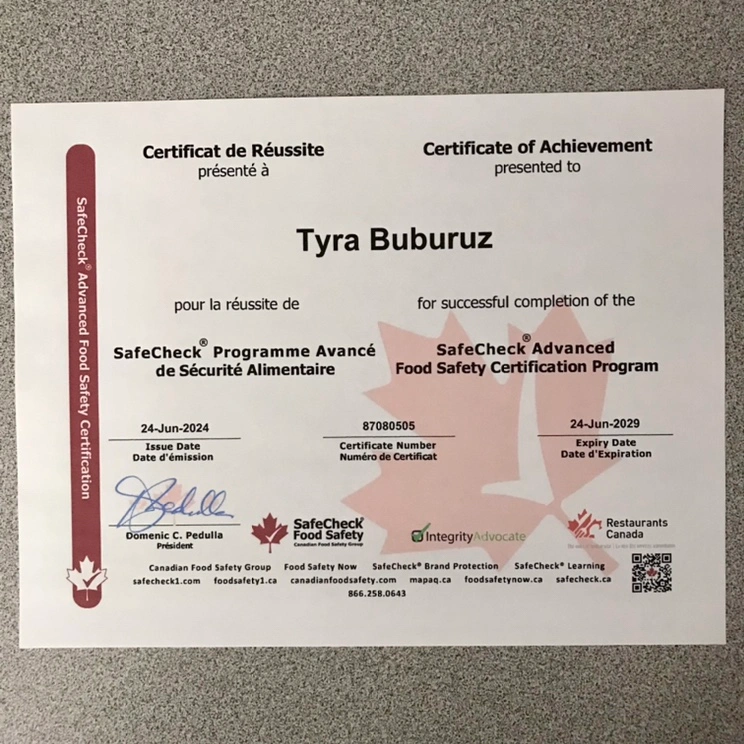 Certificat de Réussite
présenté à
Certificate of Achievement
presented to
Tyra Buburuz
pour la réussite de
for successful completion of the
SafeCheck® Programme Avancé
de Sécurité Alimentaire
SafeCheck® Advanced
Food Safety Certification Program
24-Jun-2024
Issue Date
Date d'émission
87080505
Certificate Number
Numéro de Certificat
24-Jun-2029
Expiry Date
Date d'Expiration
Domenic C. Pedulla
Président
SafeCheck®
Food Safety
Canadian Food Safety Group
IntegrityAdvocate
Restaurants
Canada
Canadian Food Safety Group Food Safety Now SafeCheck® Brand Protection SafeCheck® Learning
safecheck1.com foodsafety1.ca canadianfoodsafety.com mapaq.ca foodsafetynow.ca safecheck.ca
866.258.0643
SafeCheck® Advanced Food Safety Certification